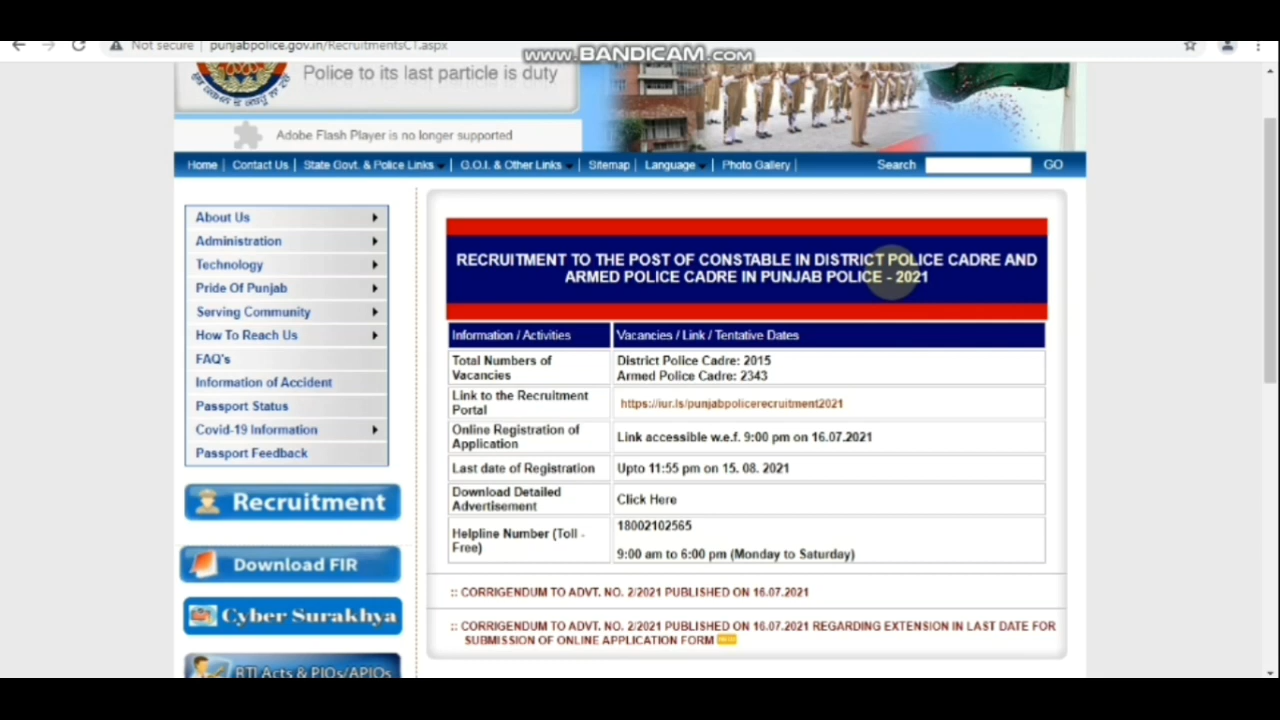 Not secure | punjabpolice.gov.in/RecruitmentsCT.aspx
www.BANDICAM.com
Police to its last particle is duty
Adobe Flash Player is no longer supported
Home | Contact Us | State Govt. & Police Links | G.O.I. & Other Links | Sitemap | Language | Photo Gallery | Search GO
About Us
Administration
Technology
Pride Of Punjab
Serving Community
How To Reach Us
FAQ's
Information of Accident
Passport Status
Covid-19 Information
Passport Feedback
Recruitment
Download FIR
Cyber Surakhya
RTI Acts & PIOs/APIOs
RECRUITMENT TO THE POST OF CONSTABLE IN DISTRICT POLICE CADRE AND
ARMED POLICE CADRE IN PUNJAB POLICE - 2021
Information / Activities Vacancies / Link / Tentative Dates
Total Numbers of
Vacancies
District Police Cadre: 2015
Armed Police Cadre: 2343
Link to the Recruitment
Portal
https://iur.ls/punjabpolicerecruitment2021
Online Registration of
Application
Link accessible w.e.f. 9:00 pm on 16.07.2021
Last date of Registration Upto 11:55 pm on 15. 08. 2021
Download Detailed
Advertisement
Click Here
Helpline Number (Toll -
Free)
18002102565
9:00 am to 6:00 pm (Monday to Saturday)
:: CORRIGENDUM TO ADVT. NO. 2/2021 PUBLISHED ON 16.07.2021
:: CORRIGENDUM TO ADVT. NO. 2/2021 PUBLISHED ON 16.07.2021 REGARDING EXTENSION IN LAST DATE FOR
SUBMISSION OF ONLINE APPLICATION FORM